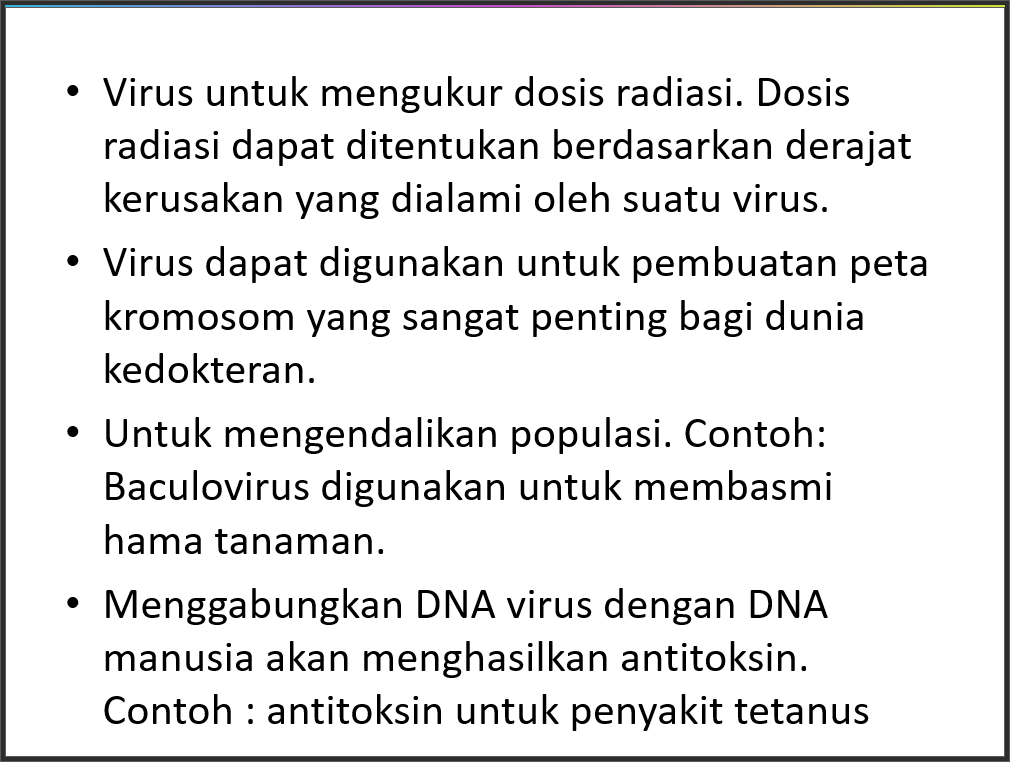 • Virus untuk mengukur dosis radiasi. Dosis
radiasi dapat ditentukan berdasarkan derajat
kerusakan yang dialami oleh suatu virus.
• Virus dapat digunakan untuk pembuatan peta
kromosom yang sangat penting bagi dunia
kedokteran.
• Untuk mengendalikan populasi. Contoh:
Baculovirus digunakan untuk membasmi
hama tanaman.
• Menggabungkan DNA virus dengan DNA
manusia akan menghasilkan antitoksin.
Contoh : antitoksin untuk penyakit tetanus